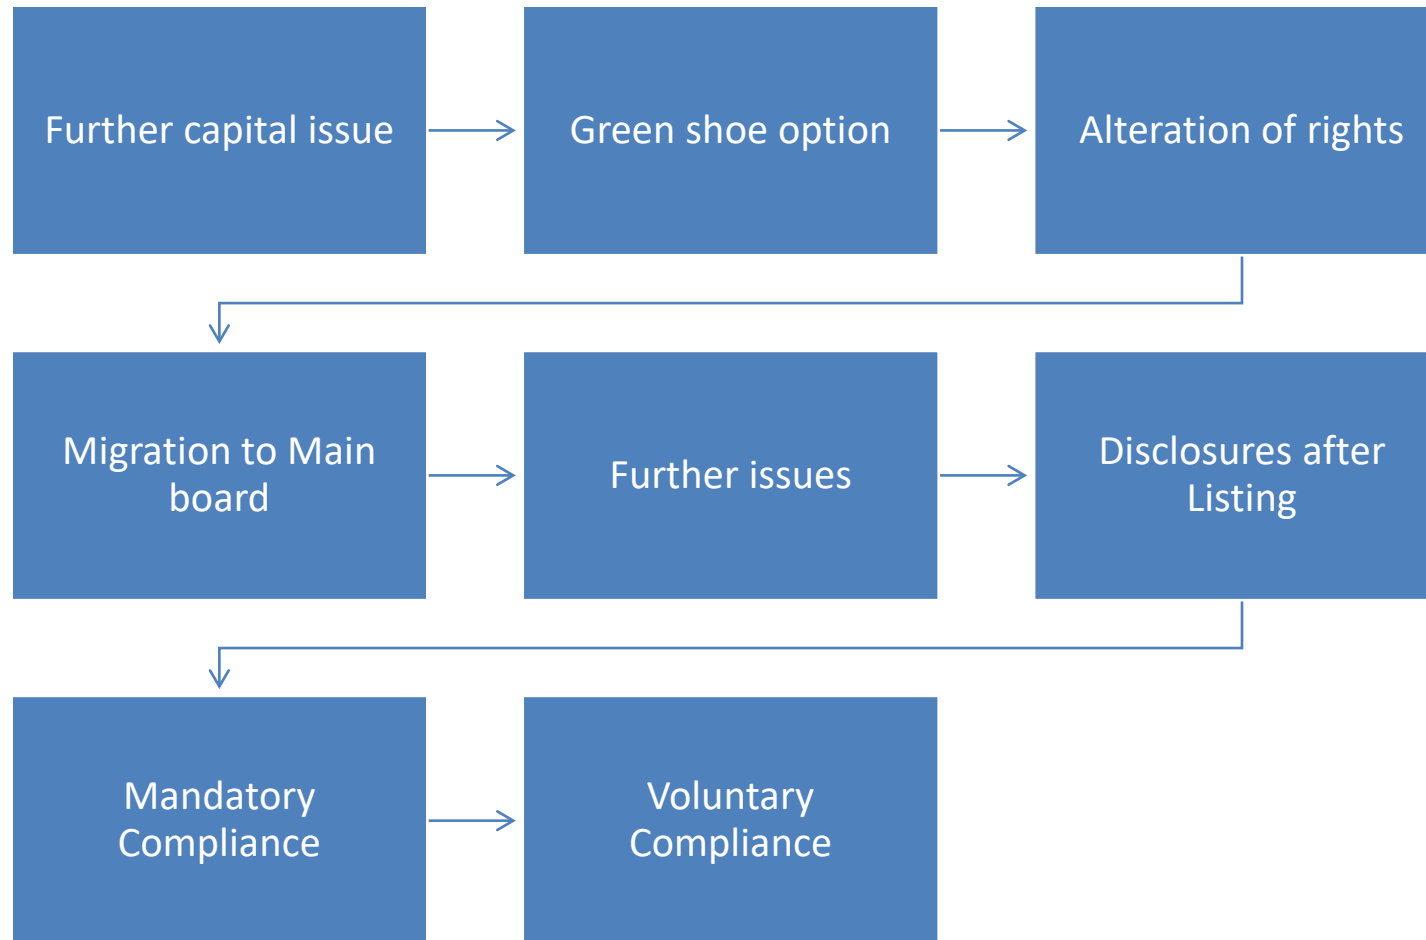 Further capital issue
Green shoe option
Alteration of rights
Migration to Main
board
Further issues
Disclosures after
Listing
Mandatory
Compliance
Voluntary
Compliance